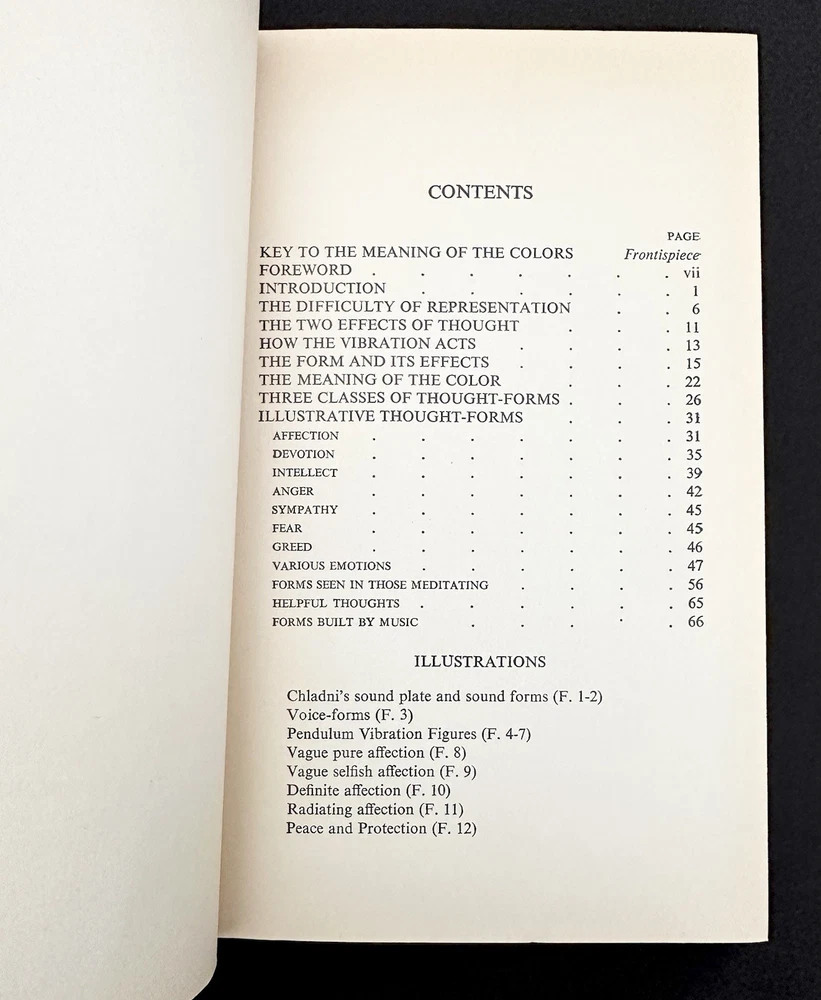 CONTENTS
PAGE
KEY TO THE MEANING OF THE COLORS Frontispiece
FOREWORD . . . . . . . vii
INTRODUCTION . . . . . . 1
THE DIFFICULTY OF REPRESENTATION . . 6
THE TWO EFFECTS OF THOUGHT . . . 11
HOW THE VIBRATION ACTS . . . . 13
THE FORM AND ITS EFFECTS . . . . 15
THE MEANING OF THE COLOR . . . 22
THREE CLASSES OF THOUGHT-FORMS . . . 26
ILLUSTRATIVE THOUGHT-FORMS . . . 31
AFFECTION . . . . . . . 31
DEVOTION . . . . . . . 35
INTELLECT . . . . . . . 39
ANGER . . . . . . . 42
SYMPATHY . . . . . . . 45
FEAR . . . . . . . 45
GREED . . . . . . . 46
VARIOUS EMOTIONS . . . . . . 47
FORMS SEEN IN THOSE MEDITATING . . . . 56
HELPFUL THOUGHTS . . . . . . 65
FORMS BUILT BY MUSIC . . . . . 66
ILLUSTRATIONS
Chladni's sound plate and sound forms (F. 1-2)
Voice-forms (F. 3)
Pendulum Vibration Figures (F. 4-7)
Vague pure affection (F. 8)
Vague selfish affection (F. 9)
Definite affection (F. 10)
Radiating affection (F. 11)
Peace and Protection (F. 12)